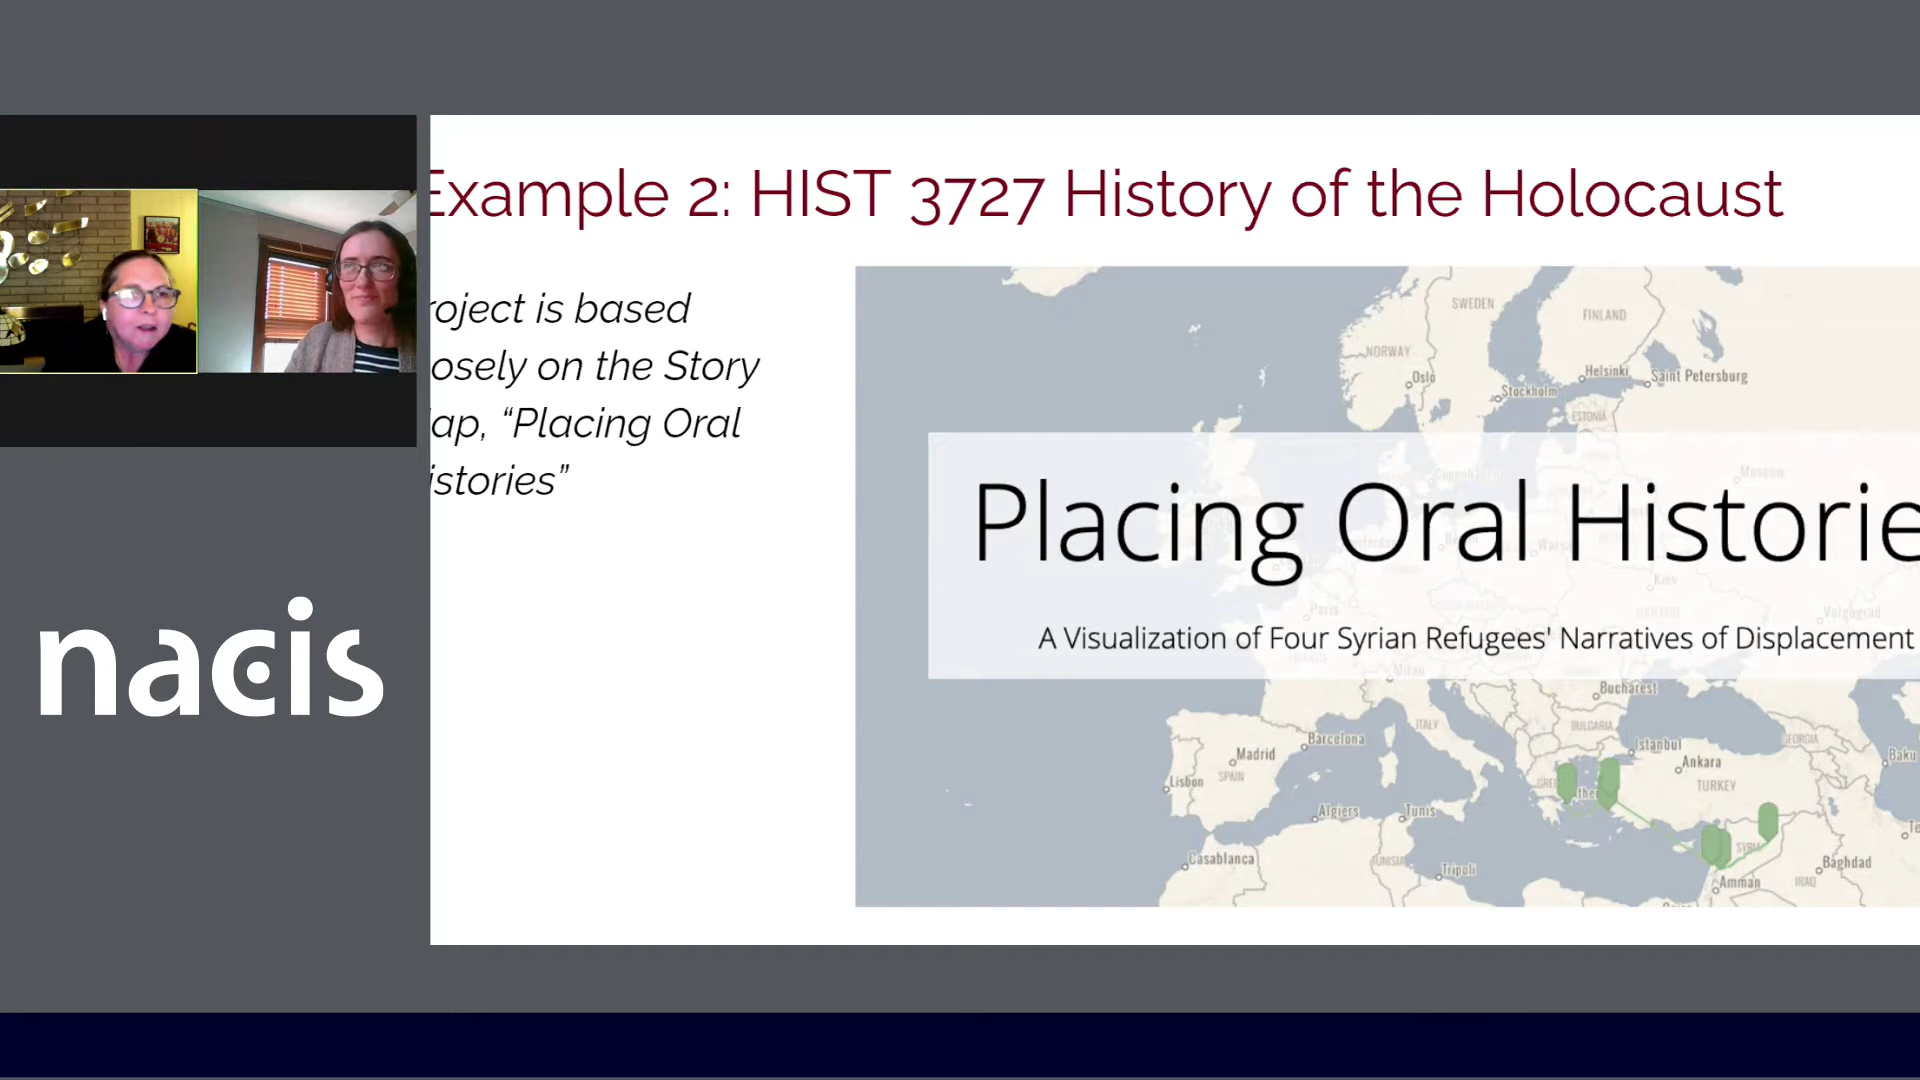 Example 2: HIST 3727 History of the Holocaust
roject is based
osely on the Story
ap, “Placing Oral
istories”
SWEDEN
FINLAND
NORWAY
Oslo
Helsinki
Saint Petersburg
Stockholm
ESTONIA
Moscow
Placing Oral Historie
Kiev
Paris
Volgograd
A Visualization of Four Syrian Refugees' Narratives of Displacement
Milan
Bucharest
ITALY
BULGARIA
Barcelona
Istanbul
GEORGIA
Madrid
Ankara
Baku
SPAIN
Lisbon
TURKEY
Algiers
Tunis
Casablanca
TUNISIA
Tripoli
SYRIA
Baghdad
Amman
IRAQ
nacis